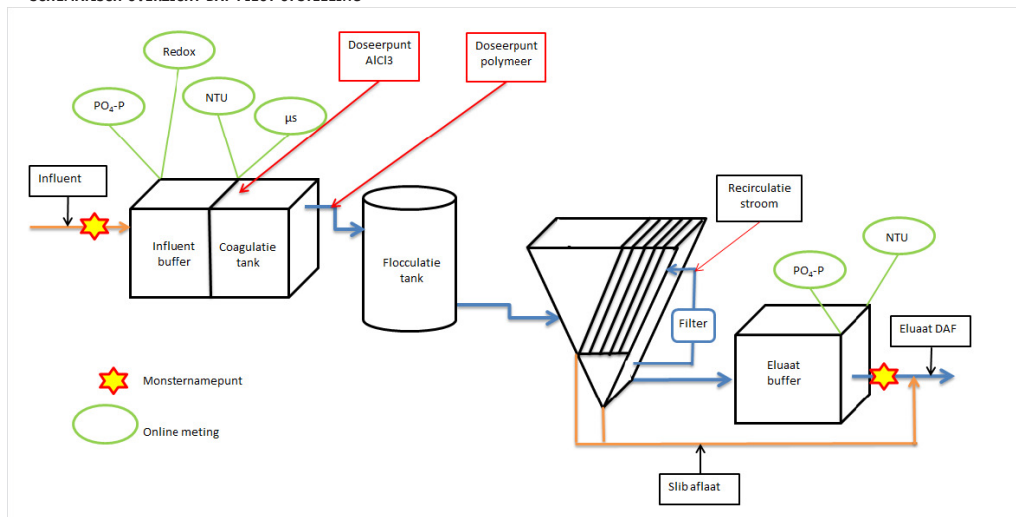 Redox
Doseerpunt
AlCl3
Doseerpunt
polymeer
PO₄-P
NTU
µs
Influent
Recirculatie
stroom
Influent
buffer
Coagulatie
tank
Flocculatie
tank
NTU
PO₄-P
Filter
Eluaat DAF
Eluaat
buffer
Monsternamepunt
Online meting
Slib aflaat